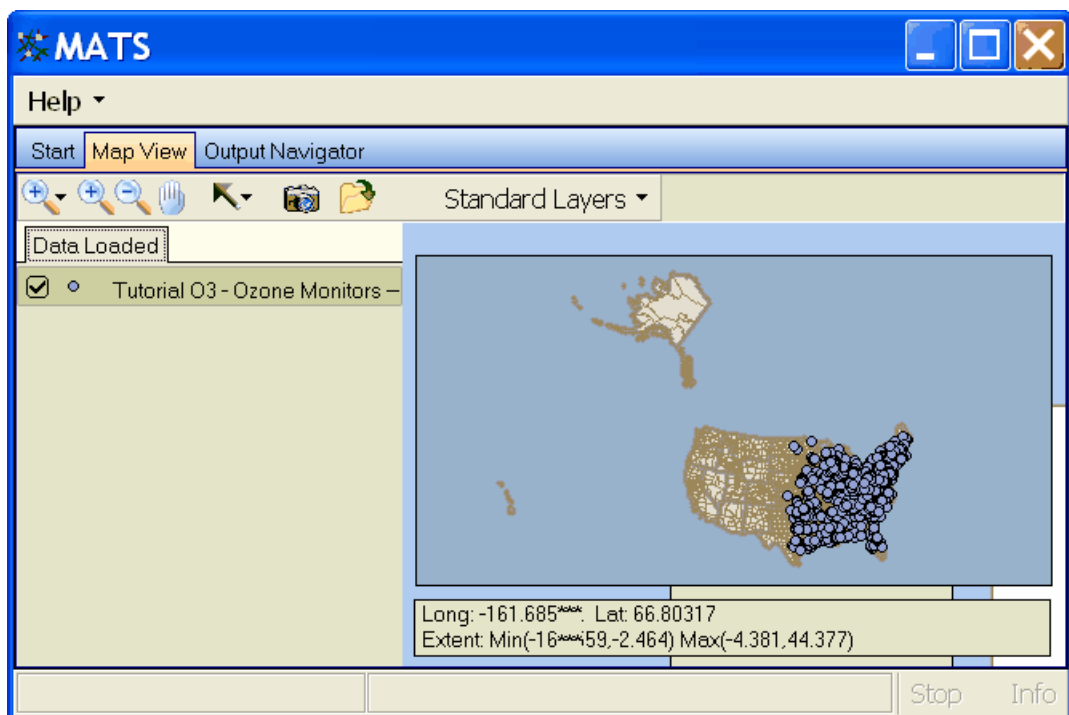 MATS
Help
Start Map View Output Navigator
Standard Layers
Data Loaded
Tutorial O3 - Ozone Monitors –
Long: -161.685***. Lat: 66.80317
Extent: Min(-16***59,-2.464) Max(-4.381,44.377)
Stop Info